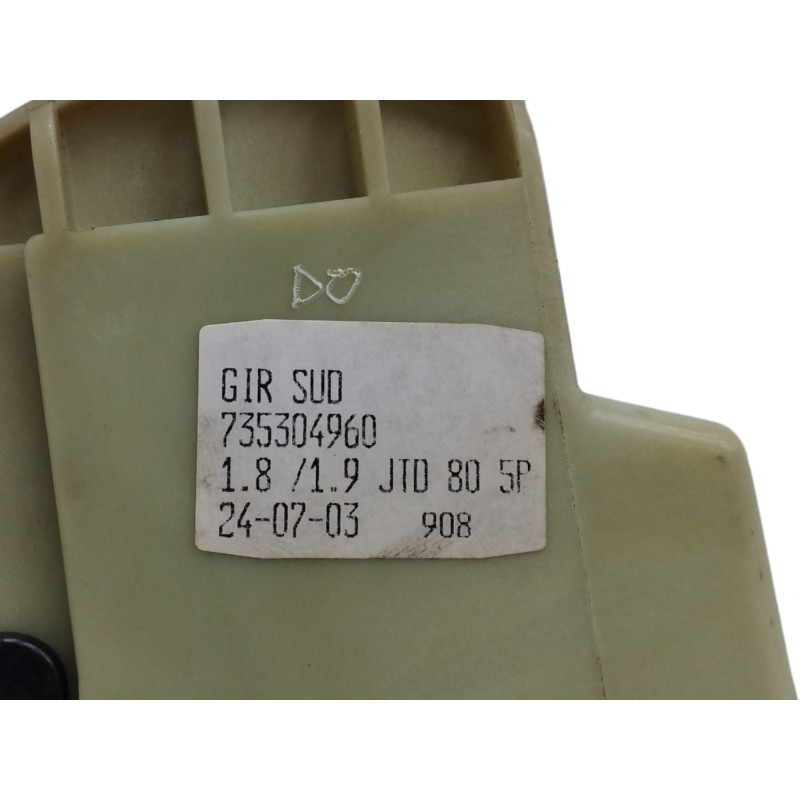 DO
GIR SUD
735304960
1.8 /1.9 JTD 80 5P
24-07-03 908